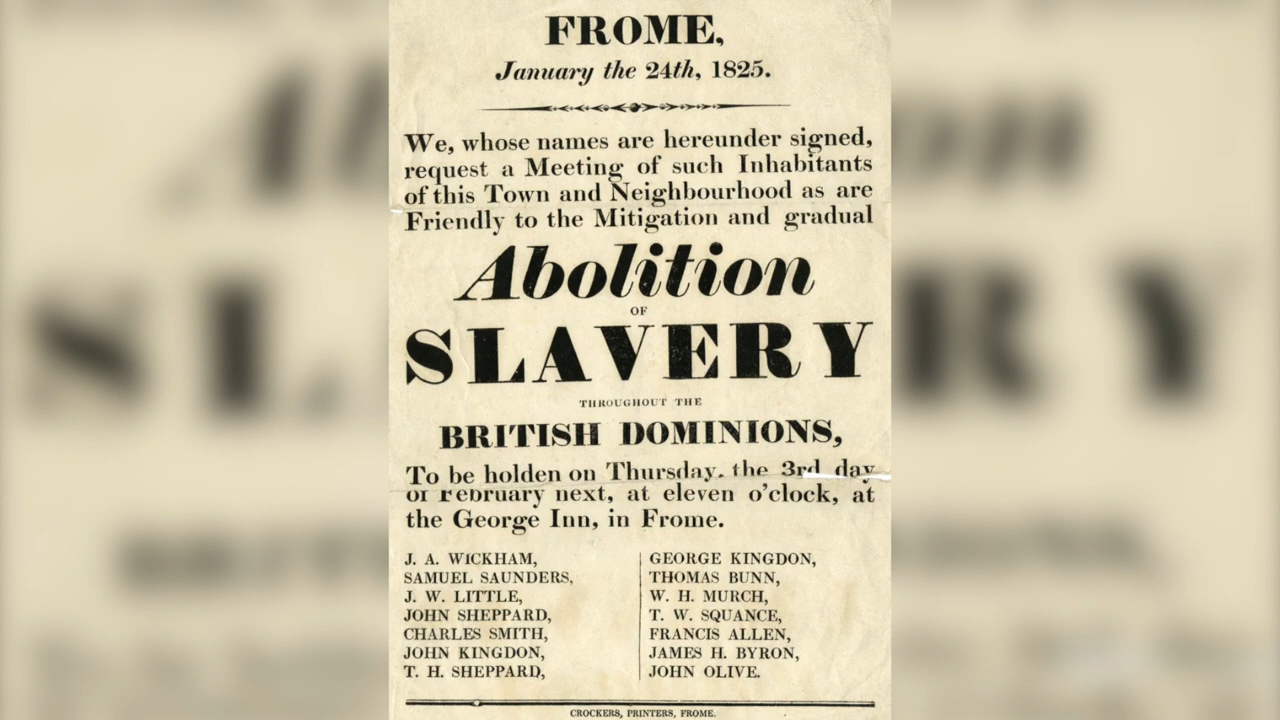 FROME,
January the 24th, 1825.
We, whose names are hereunder signed,
request a Meeting of such Inhabitants
of this Town and Neighbourhood as are
Friendly to the Mitigation and gradual
Abolition
OF
SLAVERY
THROUGHOUT THE
BRITISH DOMINIONS,
To be holden on Thursday, the 3rd day
of February next, at eleven o'clock, at
the George Inn, in Frome.
J. A. WICKHAM,
SAMUEL SAUNDERS,
J. W. LITTLE,
JOHN SHEPPARD,
CHARLES SMITH,
JOHN KINGDON,
T. H. SHEPPARD,
GEORGE KINGDON,
THOMAS BUNN,
W. H. MURCH,
T. W. SQUANCE,
FRANCIS ALLEN,
JAMES H. BYRON,
JOHN OLIVE.
CROCKERS, PRINTERS, FROME.